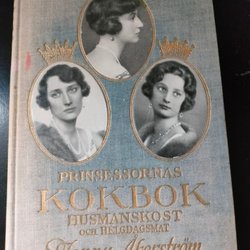 PRINSESSORNAS
KOKBOK
HUSMANSKOST
OCH HELGDAGSMAT
Jenny Åkerström